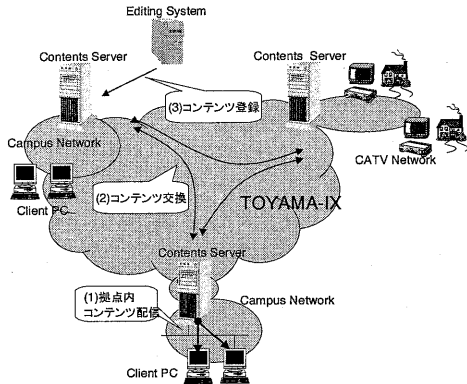 Editing System
Contents Server
Contents Server
(3)コンテンツ登録
Campus Network
CATV Network
(2)コンテンツ交換
Client PC
TOYAMA-IX
Contents Server
(1)拠点内
コンテンツ配信
Campus Network
Client PC